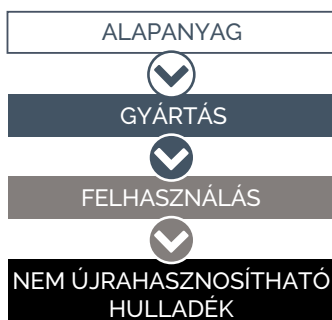 ALAPANYAG
GYÁRTÁS
FELHASZNÁLÁS
NEM ÚJRAHASZNOSÍTHATÓ
HULLADÉK